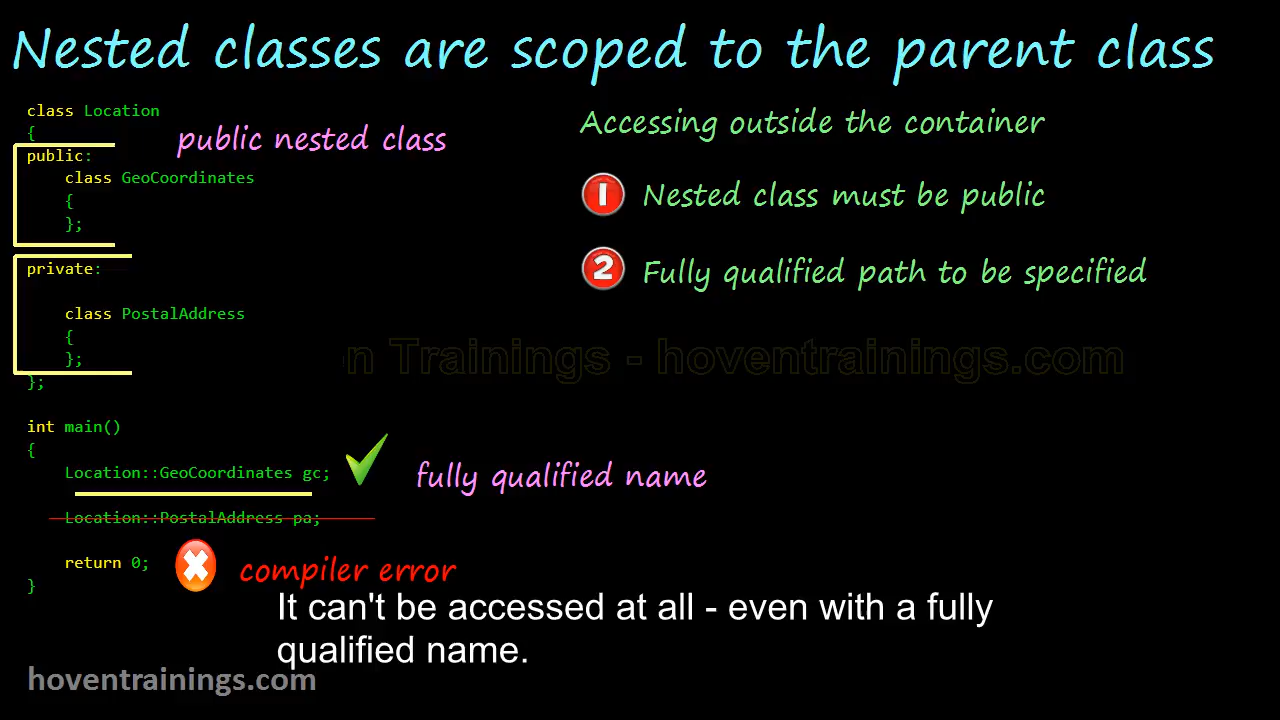 Nested classes are scoped to the parent class
class Location
{
public:
class GeoCoordinates
{
};
private:
class PostalAddress
{
};
};
int main()
{
Location::GeoCoordinates gc;
Location::PostalAddress pa;
return 0;
}
public nested class
fully qualified name
compiler error
Accessing outside the container
1 Nested class must be public
2 Fully qualified path to be specified
n Trainings - hoventrainings.com
It can't be accessed at all - even with a fully
qualified name.
hoventrainings.com